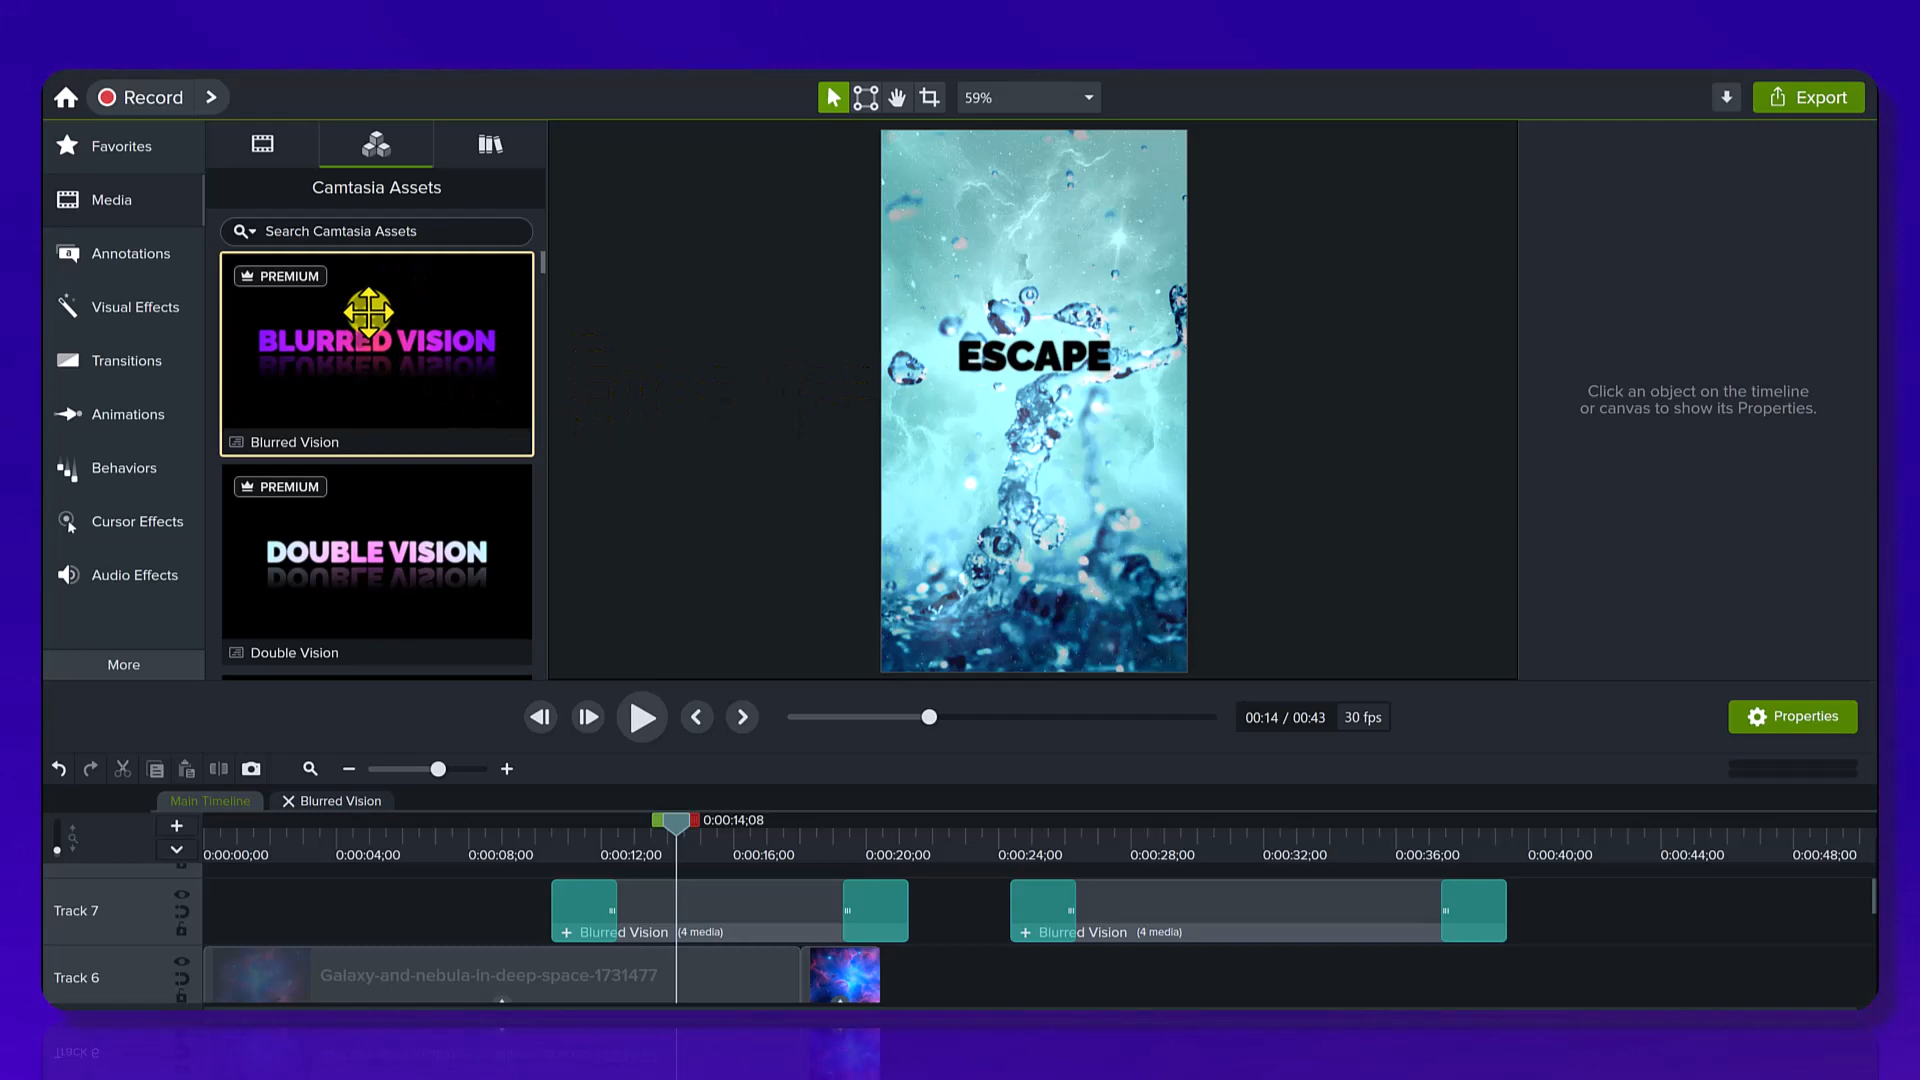 Record
59%
Export
Favorites
Media
Annotations
Visual Effects
Transitions
Animations
Behaviors
Cursor Effects
Audio Effects
More
Camtasia Assets
Search Camtasia Assets
PREMIUM
BLURRED VISION
Blurred Vision
PREMIUM
DOUBLE VISION
Double Vision
ESCAPE
Click an object on the timeline
or canvas to show its Properties.
00:14 / 00:43
30 fps
Properties
Main Timeline
Blurred Vision
0:00:14;08
0:00:00;00
0:00:04;00
0:00:08;00
0:00:12;00
0:00:16;00
0:00:20;00
0:00:24;00
0:00:28;00
0:00:32;00
0:00:36;00
0:00:40;00
0:00:44;00
0:00:48;00
Track 7
Blurred Vision (4 media)
Blurred Vision (4 media)
Track 6
Galaxy-and-nebula-in-deep-space-1731477